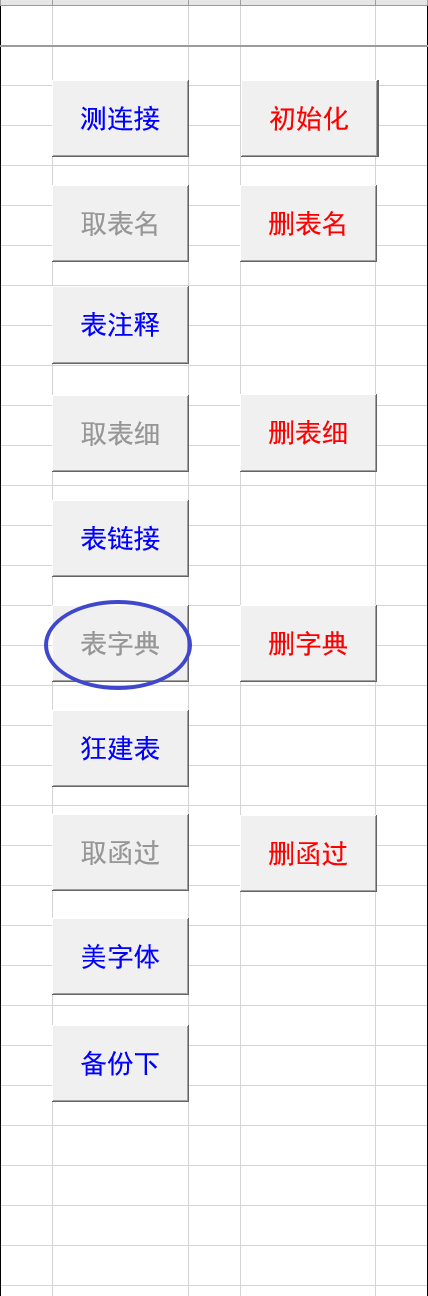 测连接 初始化
取表名 删表名
表注释
取表细 删表细
表链接
表字典 删字典
狂建表
取函过 删函过
美字体
备份下